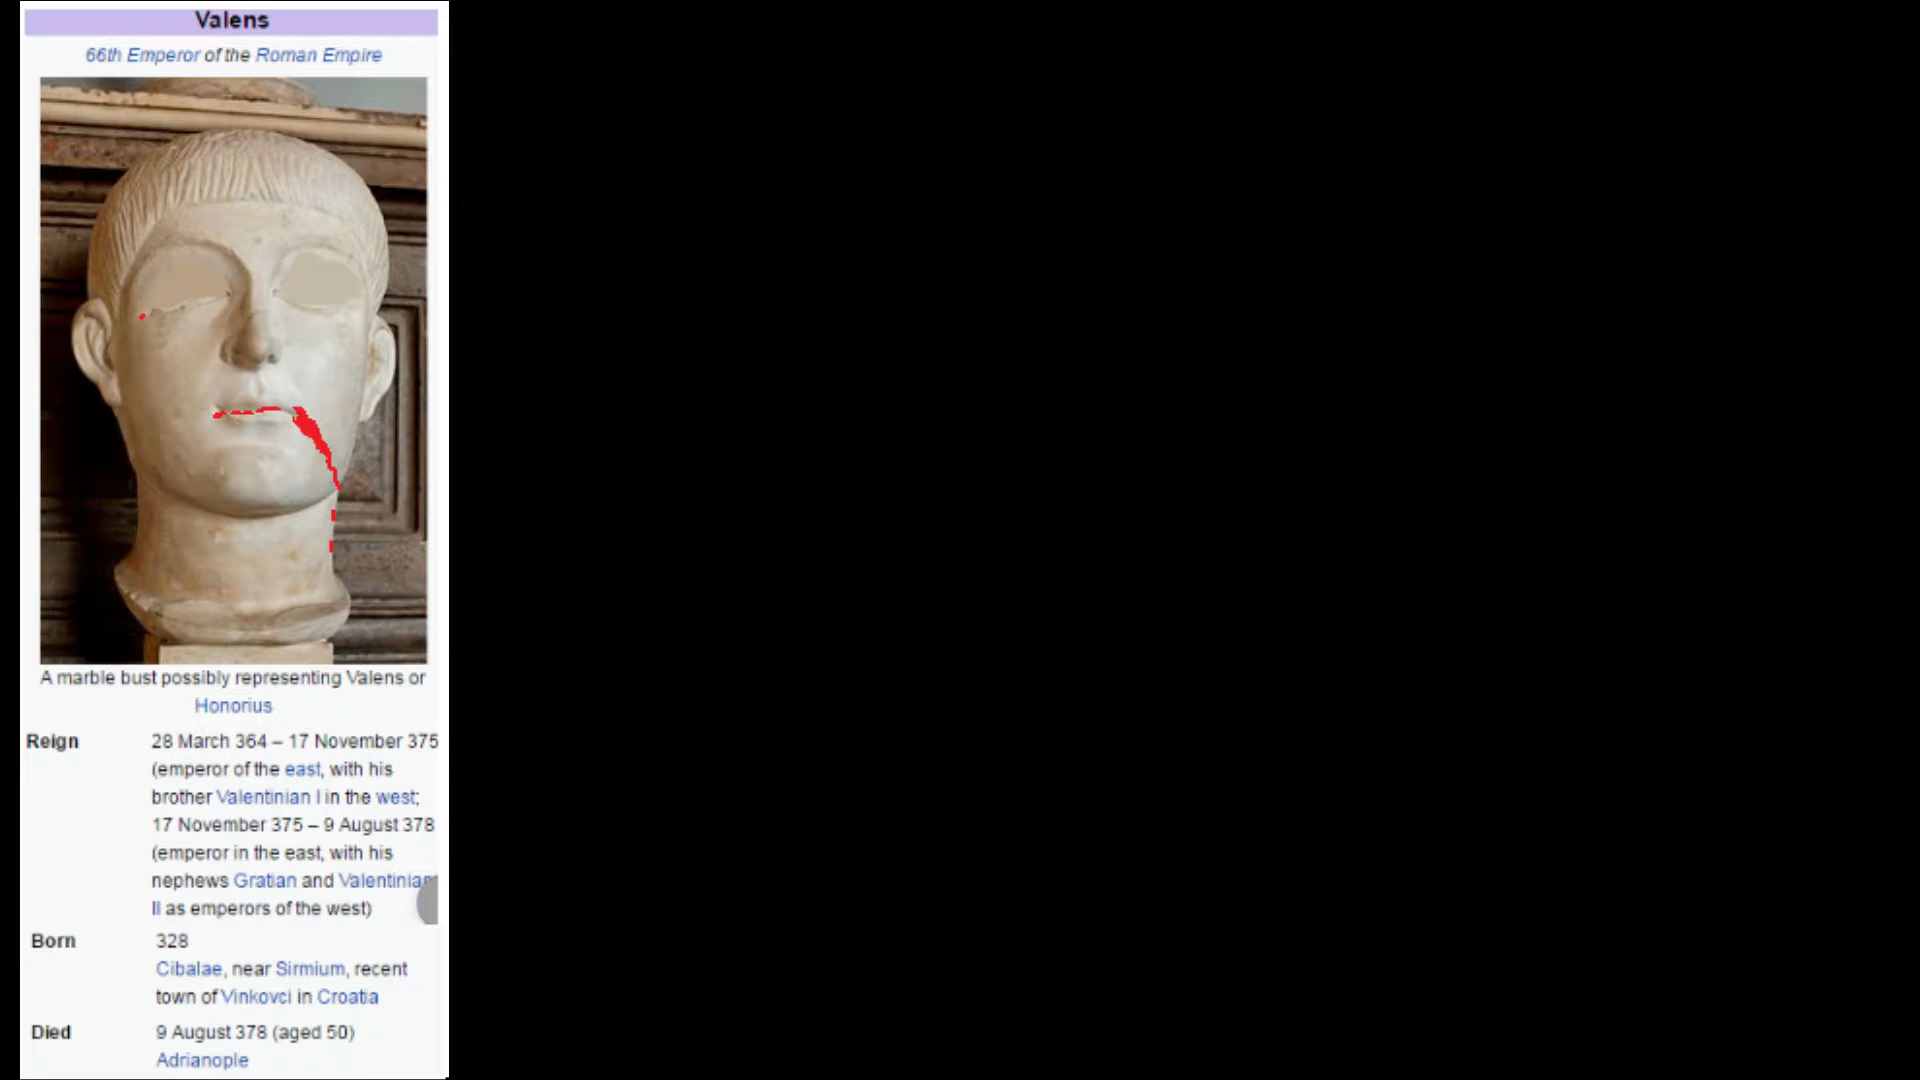 Valens
66th Emperor of the Roman Empire
A marble bust possibly representing Valens or
Honorius
Reign 28 March 364 – 17 November 375
(emperor of the east, with his
brother Valentinian I in the west;
17 November 375 – 9 August 378
(emperor in the east, with his
nephews Gratian and Valentinian
II as emperors of the west)
Born 328
Cibalae, near Sirmium, recent
town of Vinkovci in Croatia
Died 9 August 378 (aged 50)
Adrianople